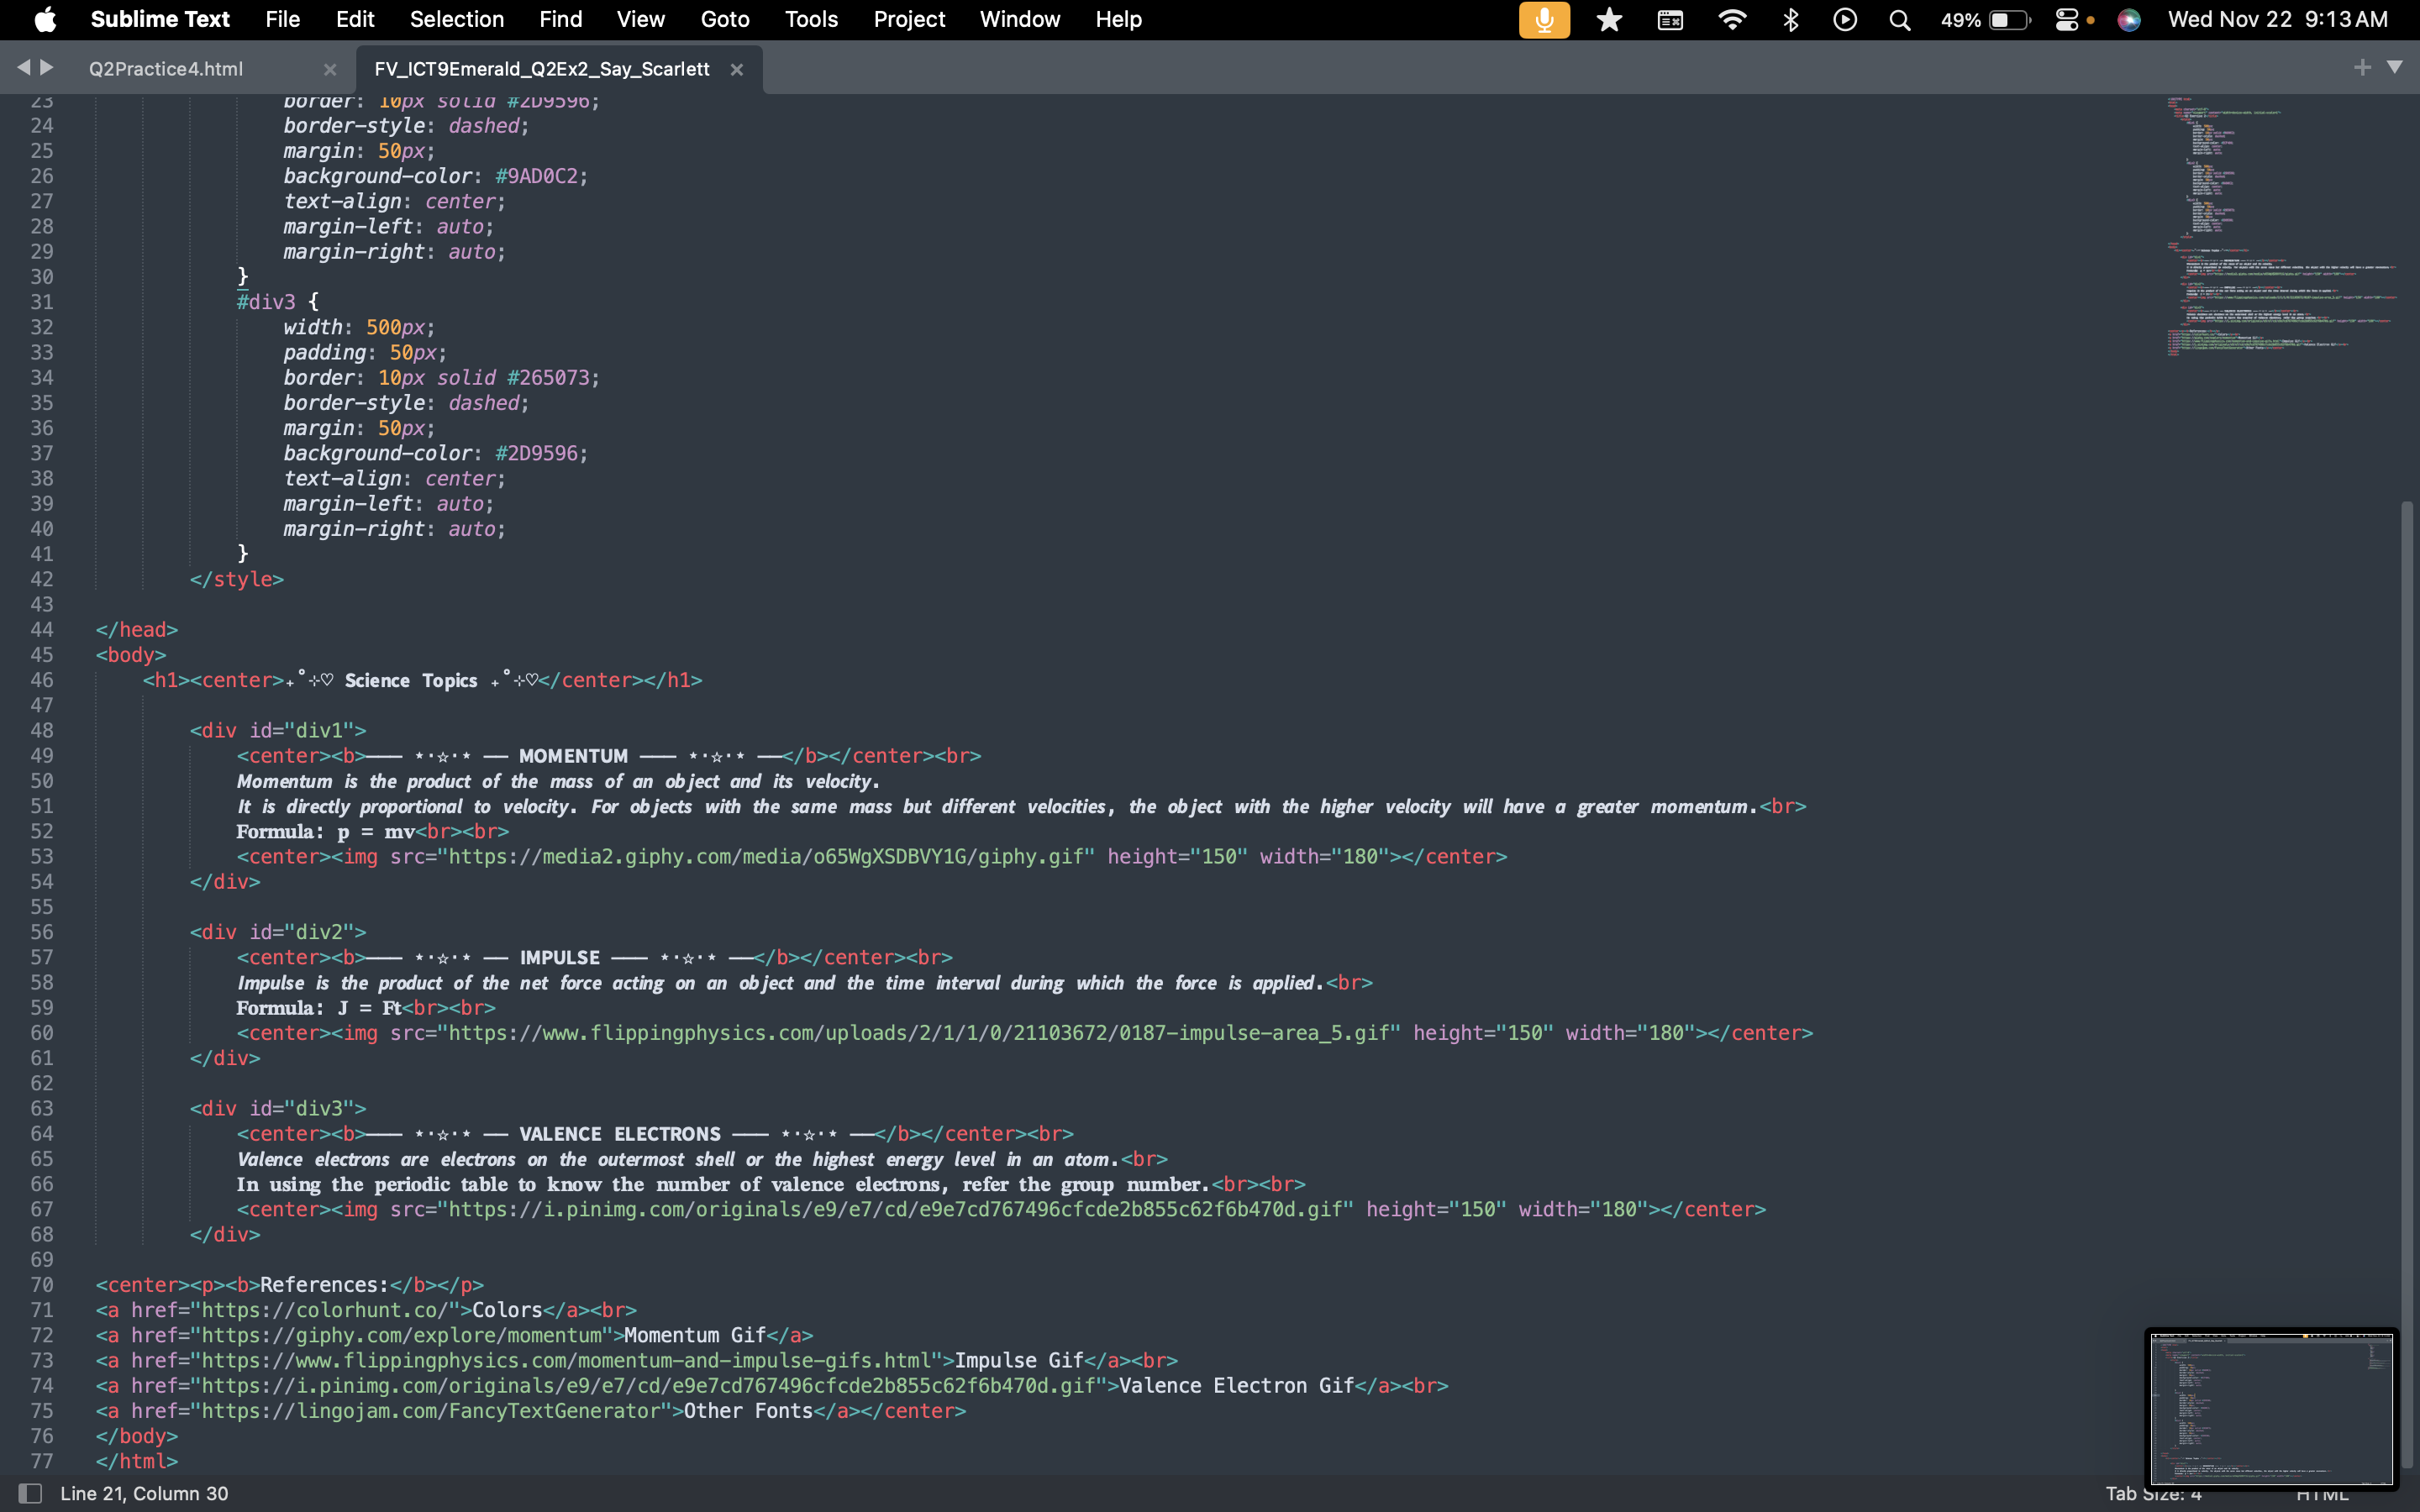 Sublime Text File Edit Selection Find View Goto Tools Project Window Help 49% Wed Nov 22 9:13 AM
Q2Practice4.html × FV_ICT9Emerald_Q2Ex2_Say_Scarlett ×
23 border: 10px solid #2D9596;
24 border-style: dashed;
25 margin: 50px;
26 background-color: #9AD0C2;
27 text-align: center;
28 margin-left: auto;
29 margin-right: auto;
30 }
31 #div3 {
32 width: 500px;
33 padding: 50px;
34 border: 10px solid #265073;
35 border-style: dashed;
36 margin: 50px;
37 background-color: #2D9596;
38 text-align: center;
39 margin-left: auto;
40 margin-right: auto;
41 }
42 </style>
43
44 </head>
45 <body>
46 <h1><center>₊˚⊹♡ Science Topics ₊˚⊹♡</center></h1>
47
48 <div id="div1">
49 <center><b>─── ⋆⋅☆⋅⋆ ── MOMENTUM ─── ⋆⋅☆⋅⋆ ──</b></center><br>
50 Momentum is the product of the mass of an object and its velocity.
51 It is directly proportional to velocity. For objects with the same mass but different velocities, the object with the higher velocity will have a greater momentum.<br>
52 Formula: p = mv<br><br>
53 <center><img src="https://media2.giphy.com/media/o65WgXSDBVY1G/giphy.gif" height="150" width="180"></center>
54 </div>
55
56 <div id="div2">
57 <center><b>─── ⋆⋅☆⋅⋆ ── IMPULSE ─── ⋆⋅☆⋅⋆ ──</b></center><br>
58 Impulse is the product of the net force acting on an object and the time interval during which the force is applied.<br>
59 Formula: J = Ft<br><br>
60 <center><img src="https://www.flippingphysics.com/uploads/2/1/1/0/21103672/0187-impulse-area_5.gif" height="150" width="180"></center>
61 </div>
62
63 <div id="div3">
64 <center><b>─── ⋆⋅☆⋅⋆ ── VALENCE ELECTRONS ─── ⋆⋅☆⋅⋆ ──</b></center><br>
65 Valence electrons are electrons on the outermost shell or the highest energy level in an atom.<br>
66 In using the periodic table to know the number of valence electrons, refer the group number.<br><br>
67 <center><img src="https://i.pinimg.com/originals/e9/e7/cd/e9e7cd767496cfcde2b855c62f6b470d.gif" height="150" width="180"></center>
68 </div>
69
70 <center><p><b>References:</b></p>
71 <a href="https://colorhunt.co/">Colors</a><br>
72 <a href="https://giphy.com/explore/momentum">Momentum Gif</a>
73 <a href="https://www.flippingphysics.com/momentum-and-impulse-gifs.html">Impulse Gif</a><br>
74 <a href="https://i.pinimg.com/originals/e9/e7/cd/e9e7cd767496cfcde2b855c62f6b470d.gif">Valence Electron Gif</a><br>
75 <a href="https://lingojam.com/FancyTextGenerator">Other Fonts</a></center>
76 </body>
77 </html>
Line 21, Column 30 Tab Size: 4 HTML